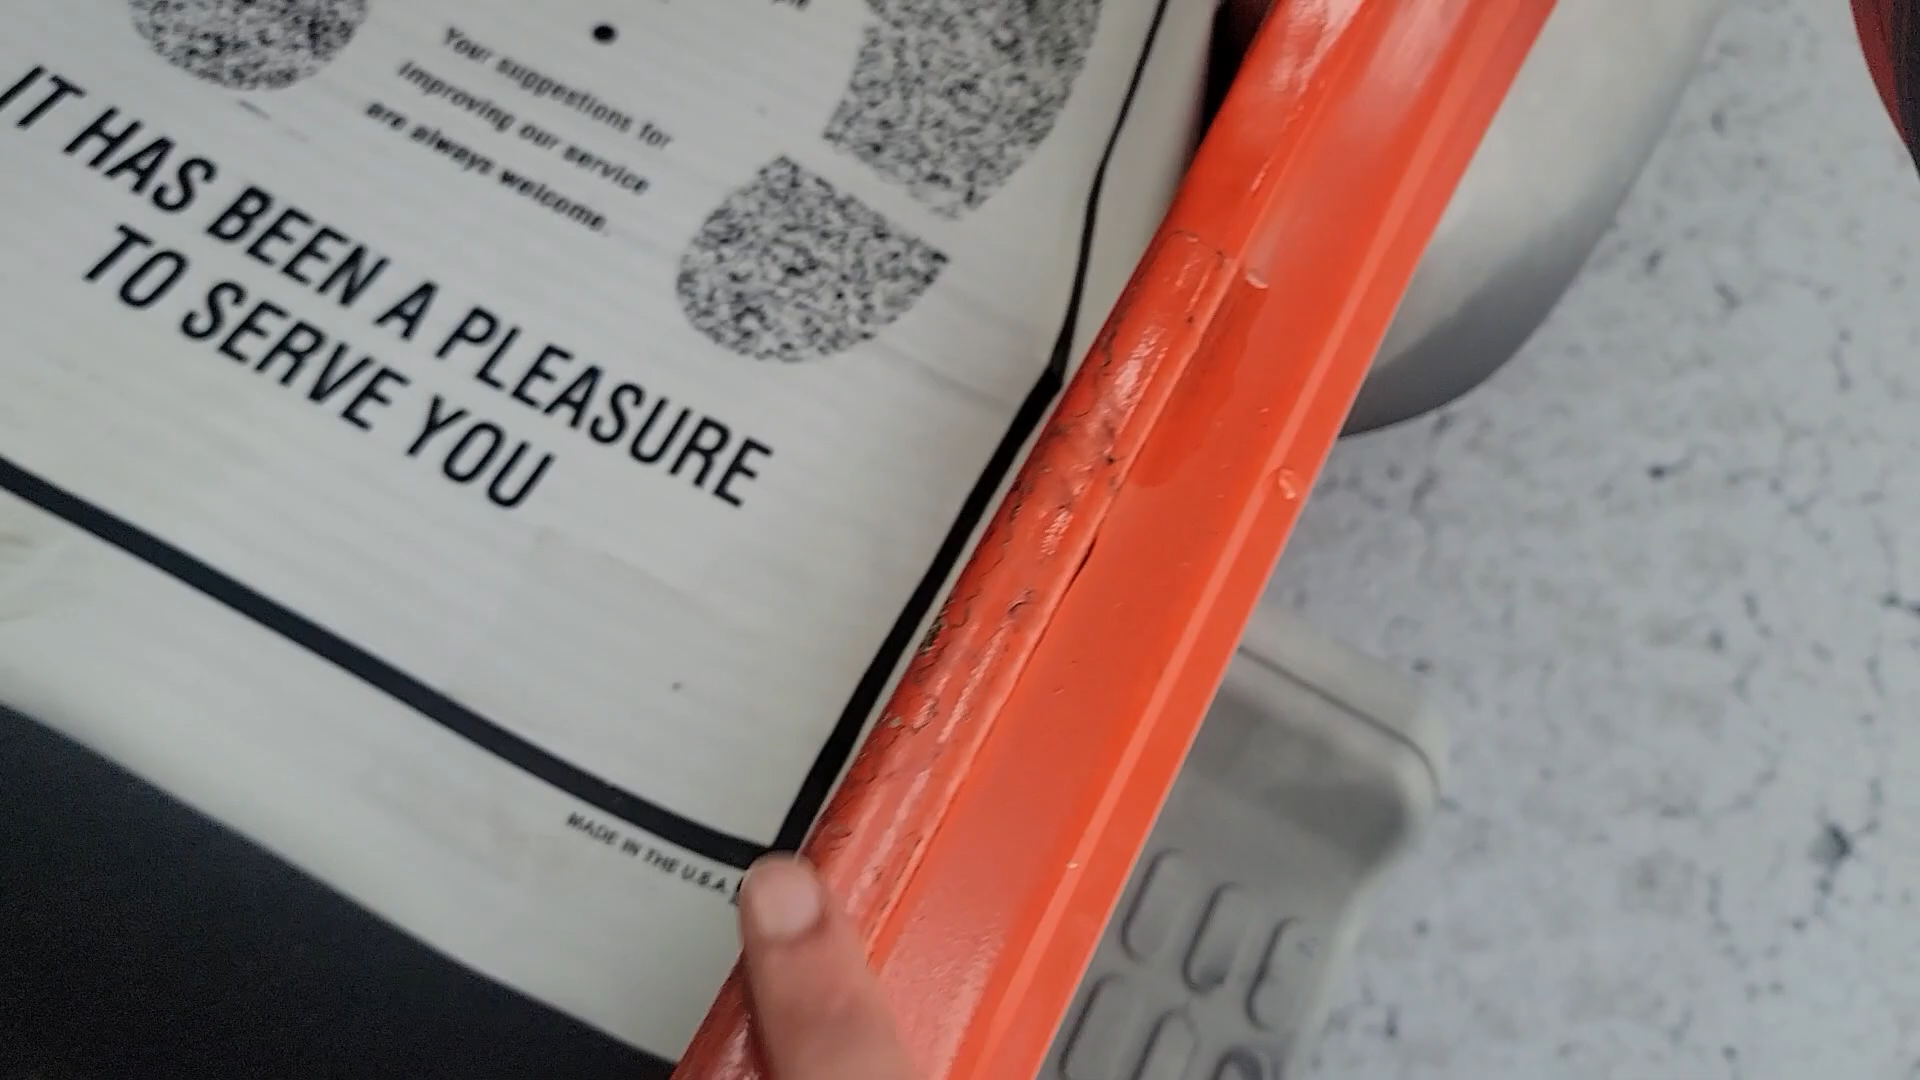 Your suggestions for
improving our service
are always welcome.
IT HAS BEEN A PLEASURE
TO SERVE YOU
MADE IN THE U.S.A.